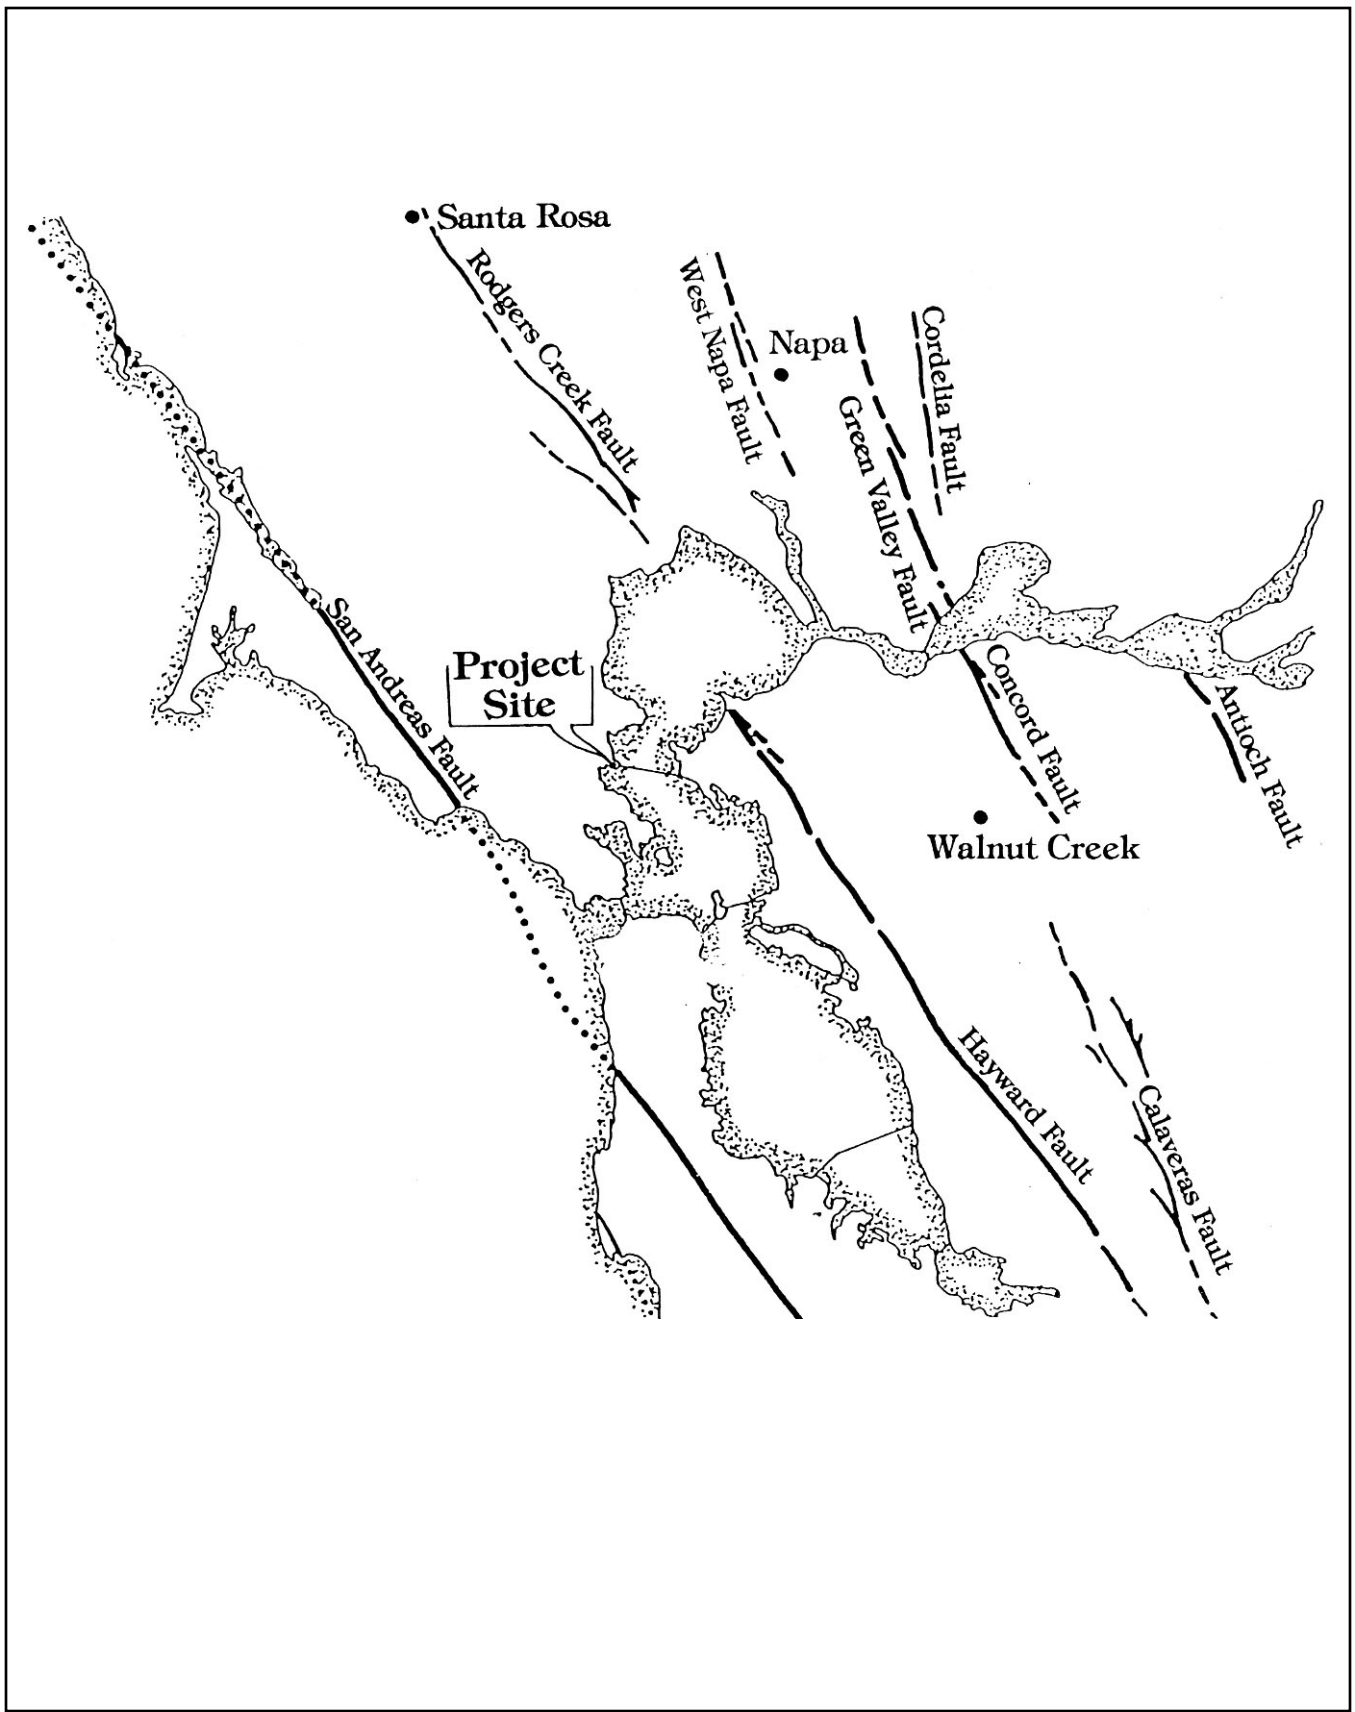 Santa Rosa
Rodgers Creek Fault
West Napa Fault
Napa
Cordelia Fault
Green Valley Fault
San Andreas Fault
Project
Site
Concord Fault
Antioch Fault
Walnut Creek
Hayward Fault
Calaveras Fault